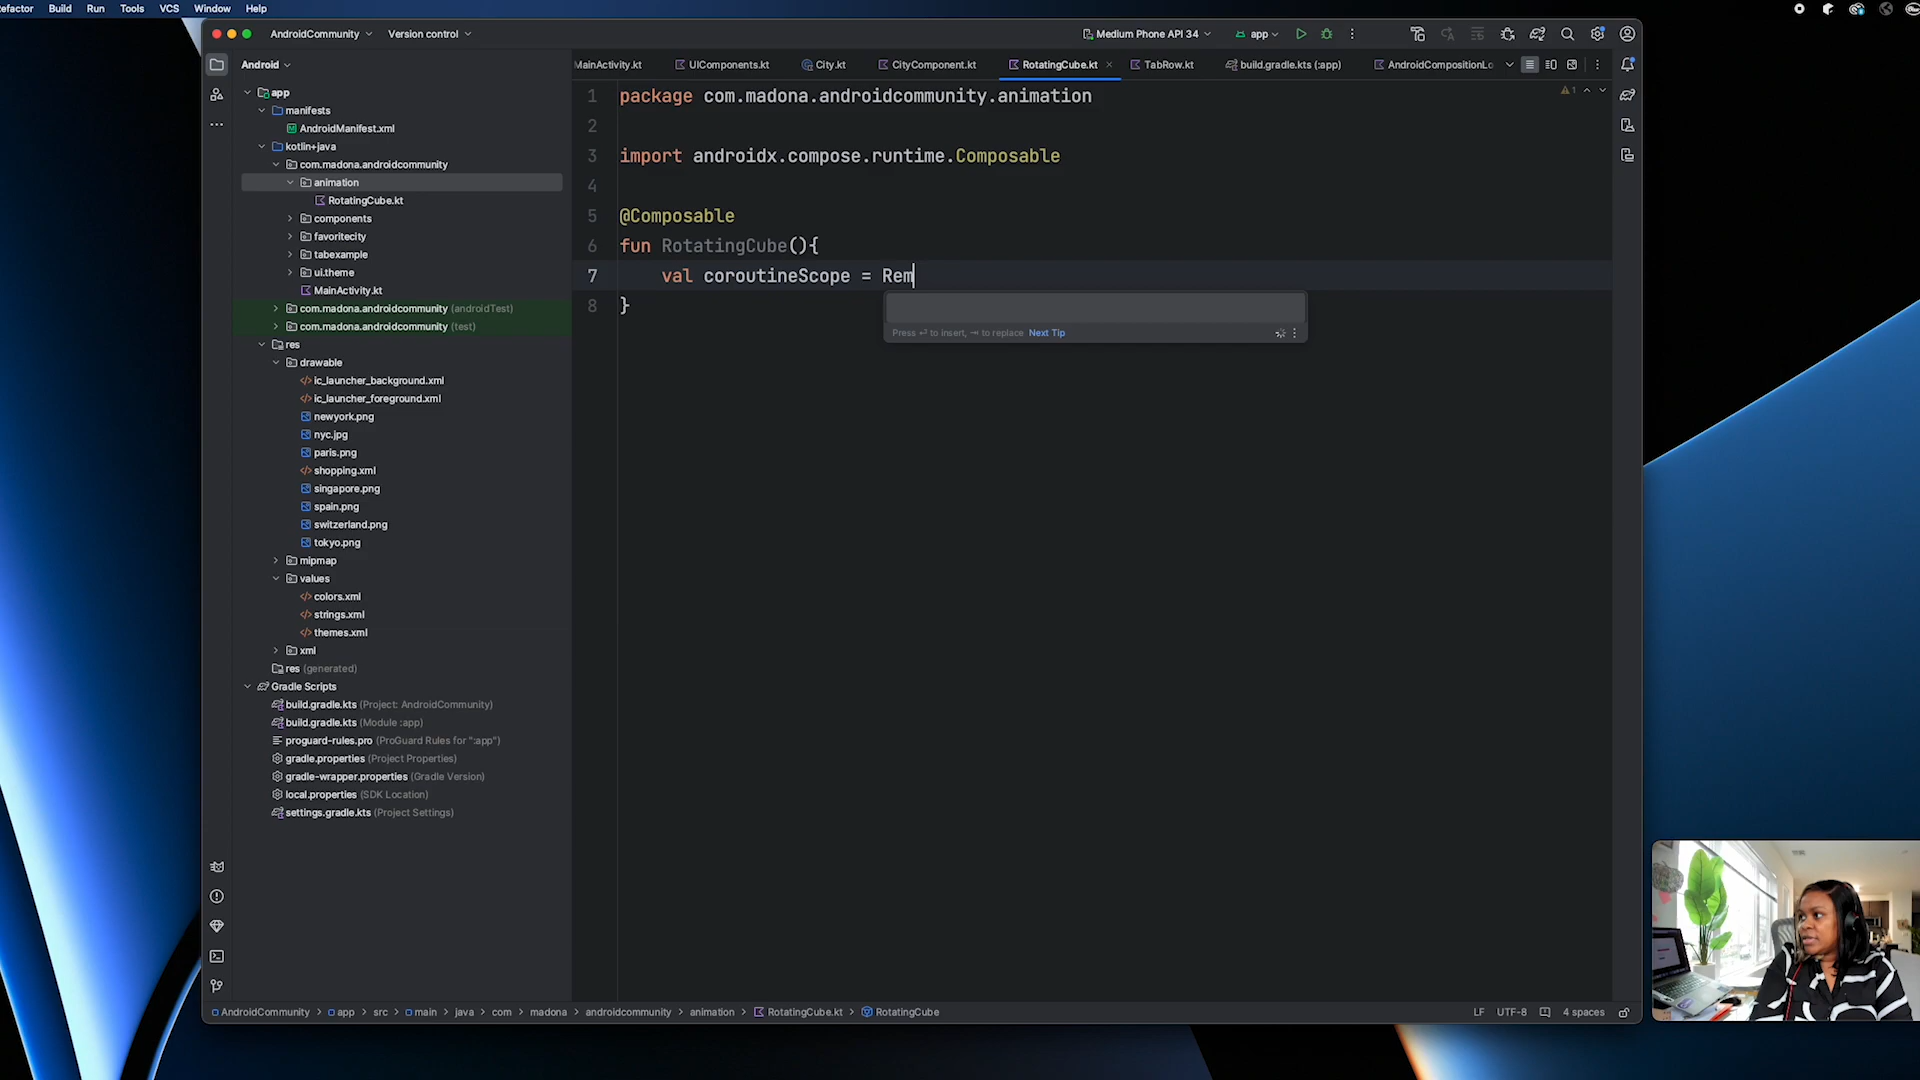 efactor Build Run Tools VCS Window Help
AndroidCommunity Version control Medium Phone API 34 app
Android
MainActivity.kt UIComponents.kt City.kt CityComponent.kt RotatingCube.kt TabRow.kt build.gradle.kts (:app) AndroidCompositionLo
app
manifests
AndroidManifest.xml
kotlin+java
com.madona.androidcommunity
animation
RotatingCube.kt
components
favoritecity
tabexample
ui.theme
MainActivity.kt
com.madona.androidcommunity (androidTest)
com.madona.androidcommunity (test)
res
drawable
ic_launcher_background.xml
ic_launcher_foreground.xml
newyork.png
nyc.jpg
paris.png
shopping.xml
singapore.png
spain.png
switzerland.png
tokyo.png
mipmap
values
colors.xml
strings.xml
themes.xml
xml
res (generated)
Gradle Scripts
build.gradle.kts (Project: AndroidCommunity)
build.gradle.kts (Module :app)
proguard-rules.pro (ProGuard Rules for ":app")
gradle.properties (Project Properties)
gradle-wrapper.properties (Gradle Version)
local.properties (SDK Location)
settings.gradle.kts (Project Settings)
1 package com.madona.androidcommunity.animation
1
2
3 import androidx.compose.runtime.Composable
4
5 @Composable
6 fun RotatingCube(){
7 val coroutineScope = Rem
8 }
Press ⏎ to insert, ⇥ to replace Next Tip
AndroidCommunity > app > src > main > java > com > madona > androidcommunity > animation > RotatingCube.kt > RotatingCube
LF UTF-8 4 spaces